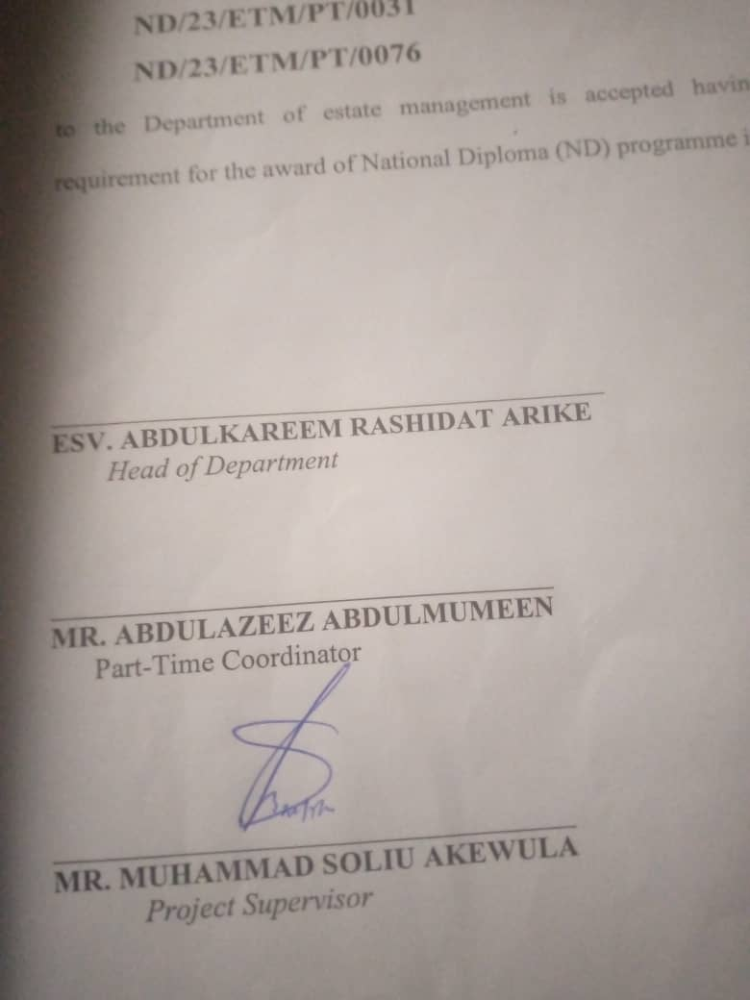 ND/23/ETM/PT/0031
ND/23/ETM/PT/0076
to the Department of estate management is accepted havin
requirement for the award of National Diploma (ND) programme i
ESV. ABDULKAREEM RASHIDAT ARIKE
Head of Department
MR. ABDULAZEEZ ABDULMUMEEN
Part-Time Coordinator
MR. MUHAMMAD SOLIU AKEWULA
Project Supervisor